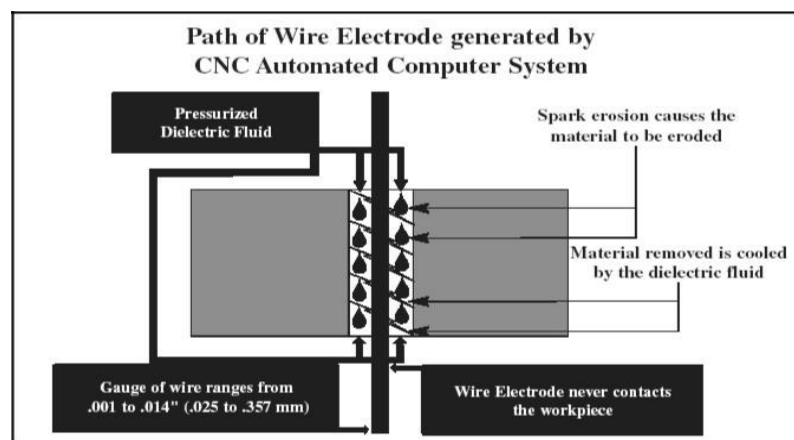 Path of Wire Electrode generated by
CNC Automated Computer System
Pressurized
Dielectric Fluid
Spark erosion causes the
material to be eroded
Material removed is cooled
by the dielectric fluid
Gauge of wire ranges from
.001 to .014" (.025 to .357 mm)
Wire Electrode never contacts
the workpiece